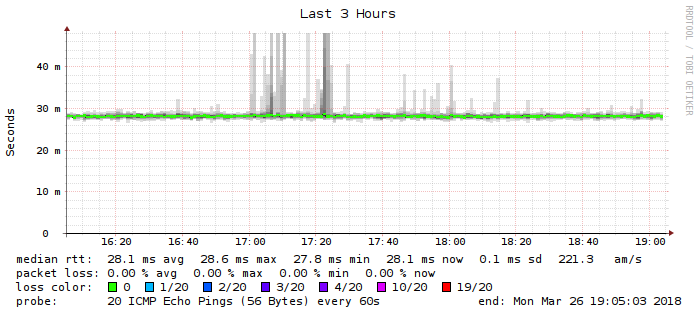 Last 3 Hours
RRDTOOL / TOBI OETIKER
Seconds
40 m
30 m
20 m
10 m
0
16:20 16:40 17:00 17:20 17:40 18:00 18:20 18:40 19:00
median rtt: 28.1 ms avg 28.6 ms max 27.8 ms min 28.1 ms now 0.1 ms sd 221.3 am/s
packet loss: 0.00 % avg 0.00 % max 0.00 % min 0.00 % now
loss color: 0 1/20 2/20 3/20 4/20 10/20 19/20
probe: 20 ICMP Echo Pings (56 Bytes) every 60s end: Mon Mar 26 19:05:03 2018